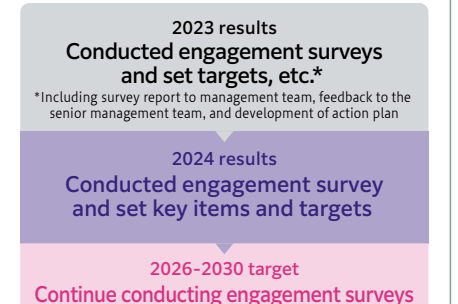 2023 results
Conducted engagement surveys
and set targets, etc.*
*Including survey report to management team, feedback to the
senior management team, and development of action plan
2024 results
Conducted engagement survey
and set key items and targets
2026-2030 target
Continue conducting engagement surveys